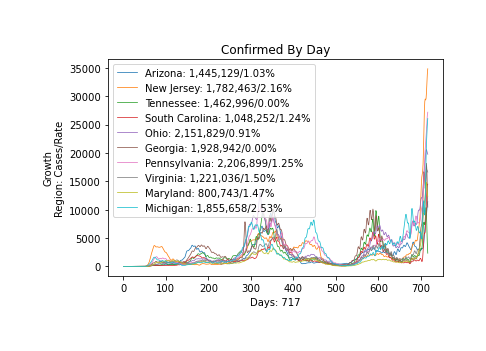 Confirmed By Day
35000
30000
25000
20000
15000
10000
5000
0
Growth
Region: Cases/Rate
Arizona: 1,445,129/1.03%
New Jersey: 1,782,463/2.16%
Tennessee: 1,462,996/0.00%
South Carolina: 1,048,252/1.24%
Ohio: 2,151,829/0.91%
Georgia: 1,928,942/0.00%
Pennsylvania: 2,206,899/1.25%
Virginia: 1,221,036/1.50%
Maryland: 800,743/1.47%
Michigan: 1,855,658/2.53%
0 100 200 300 400 500 600 700
Days: 717